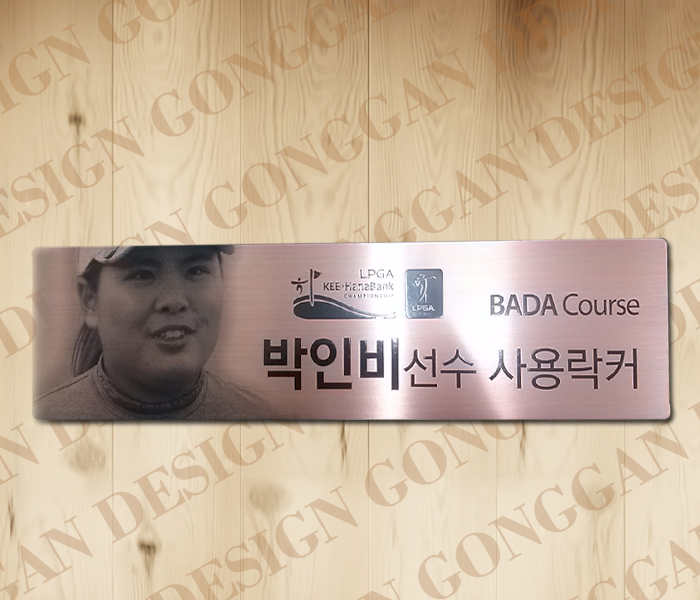 LPGA
KEB·HanaBank
CHAMPIONSHIP
LPGA
BADA Course
박인비선수 사용락커
DESIGN GONGGAN DESIGN GONGGAN